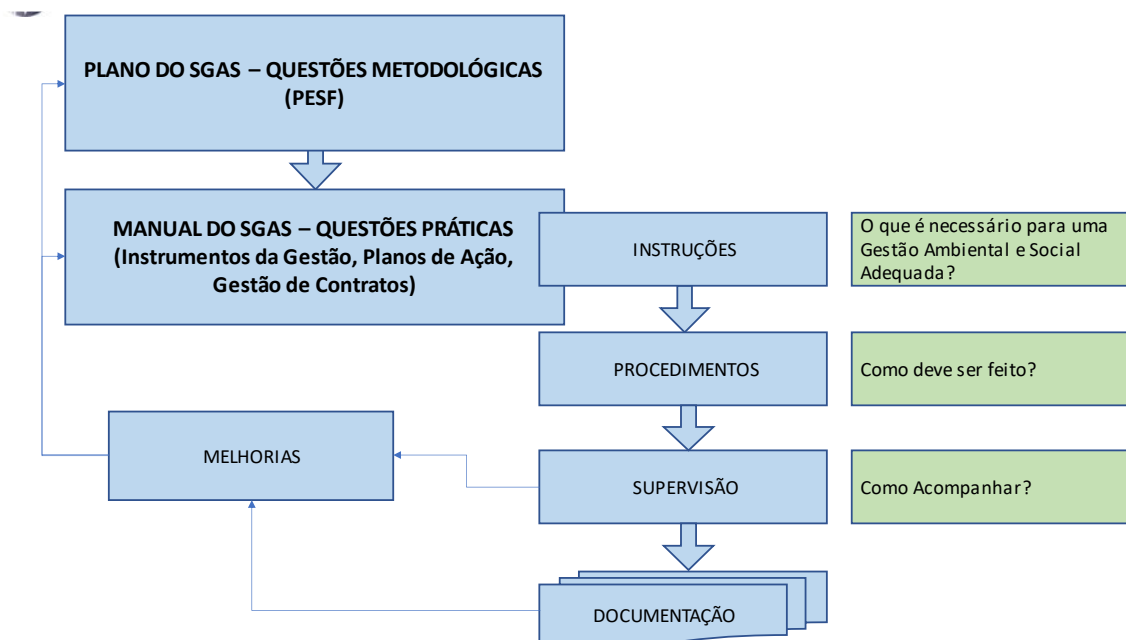 PLANO DO SGAS – QUESTÕES METODOLÓGICAS
(PESF)
MANUAL DO SGAS – QUESTÕES PRÁTICAS
(Instrumentos da Gestão, Planos de Ação,
Gestão de Contratos)
INSTRUÇÕES
O que é necessário para uma
Gestão Ambiental e Social
Adequada?
PROCEDIMENTOS
Como deve ser feito?
MELHORIAS
SUPERVISÃO
Como Acompanhar?
DOCUMENTAÇÃO